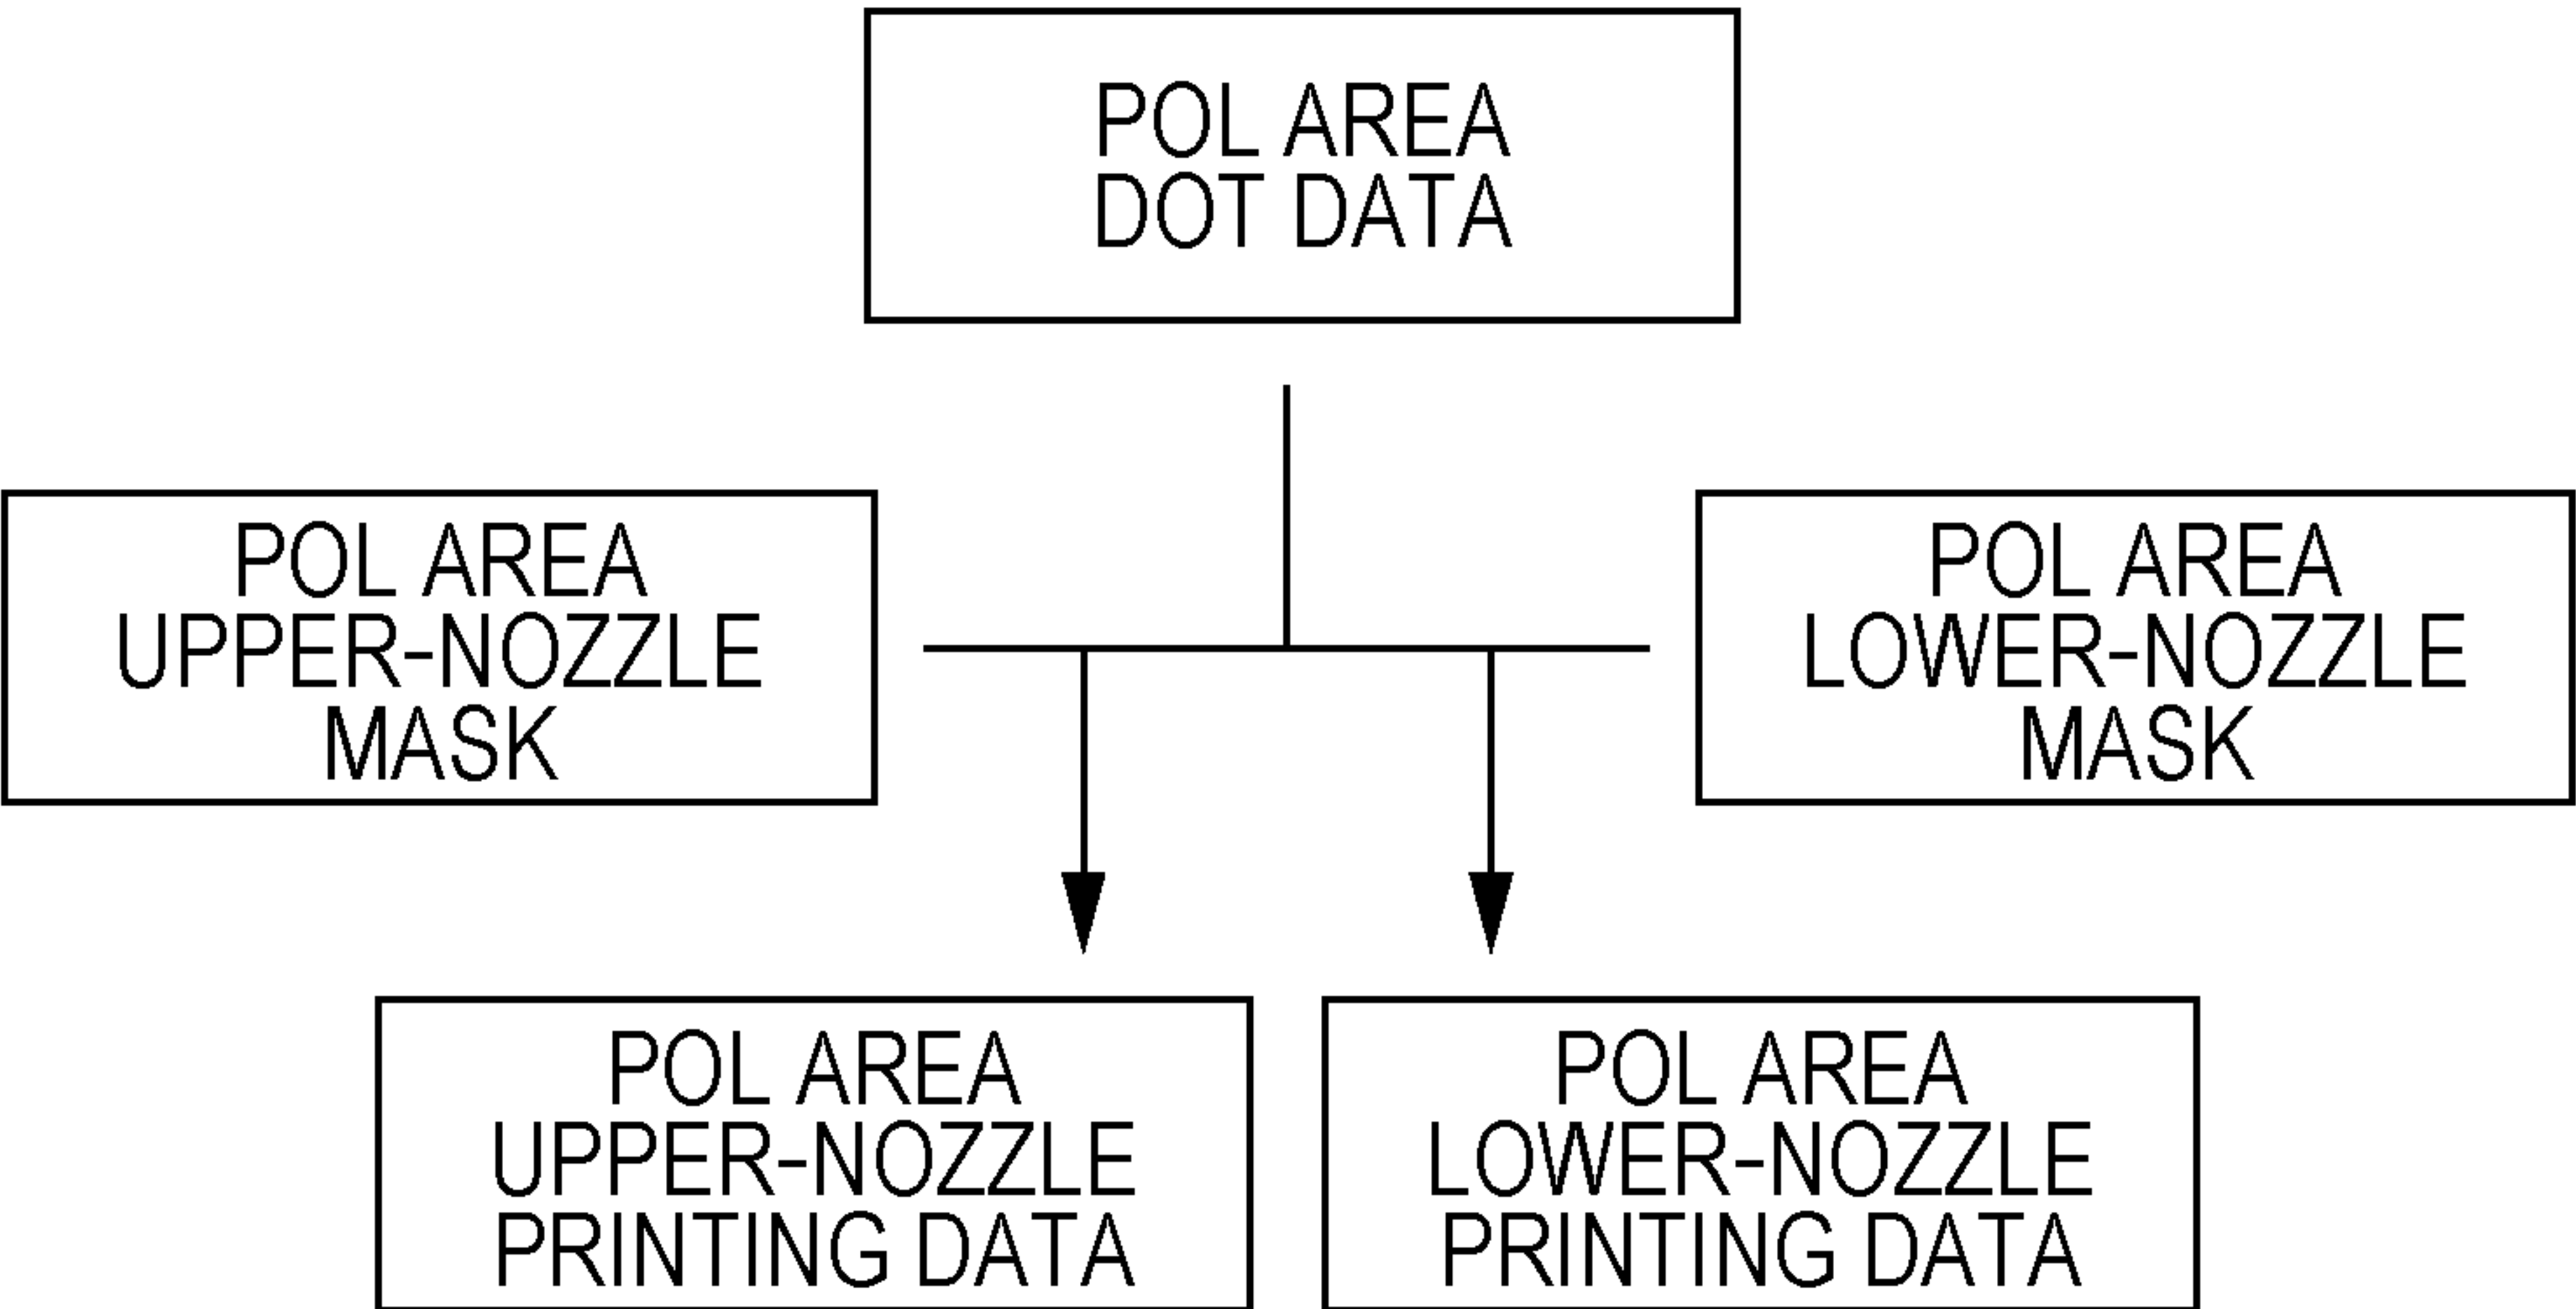 POL AREA
DOT DATA
POL AREA
UPPER-NOZZLE
MASK
POL AREA
LOWER-NOZZLE
MASK
POL AREA
UPPER-NOZZLE
PRINTING DATA
POL AREA
LOWER-NOZZLE
PRINTING DATA